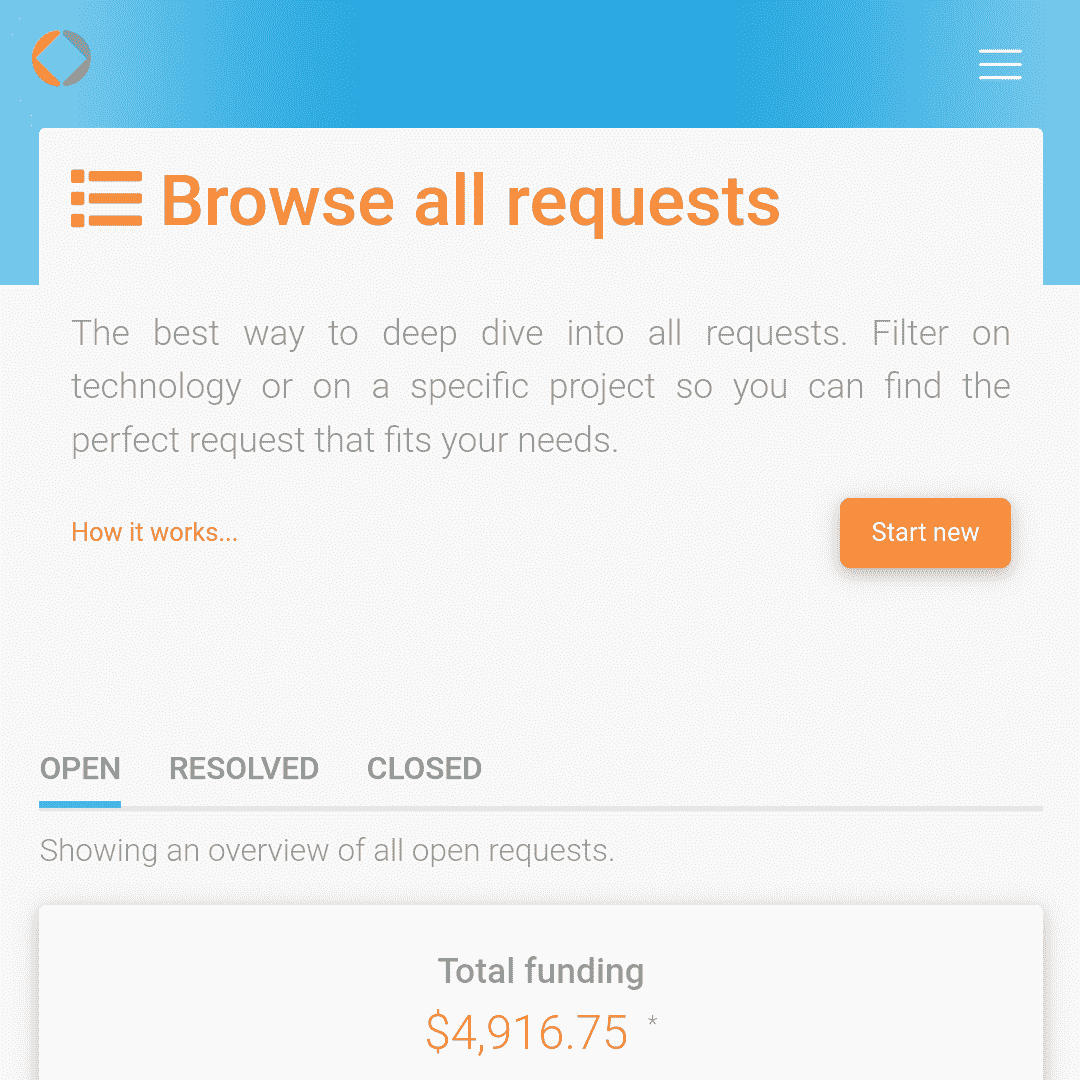 Browse all requests
The best way to deep dive into all requests. Filter on
technology or on a specific project so you can find the
perfect request that fits your needs.
How it works...
Start new
OPEN RESOLVED CLOSED
Showing an overview of all open requests.
Total funding
$4,916.75 *